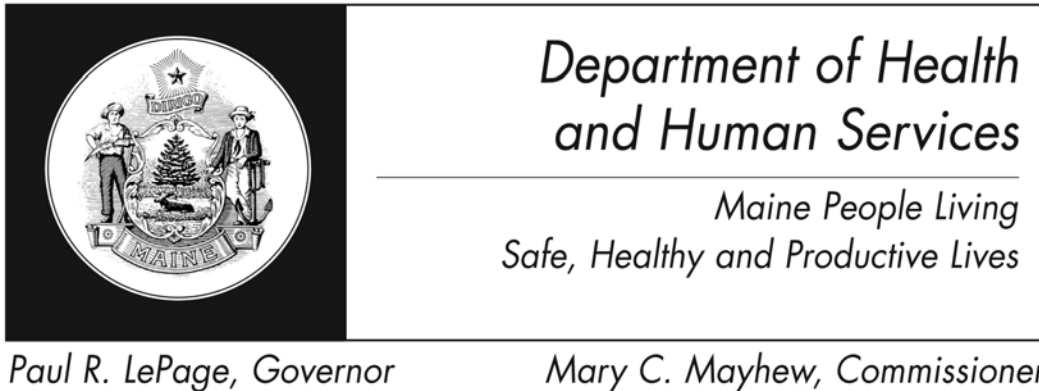 DIRIGO
MAINE
Department of Health
and Human Services
Maine People Living
Safe, Healthy and Productive Lives
Paul R. LePage, Governor
Mary C. Mayhew, Commissioner